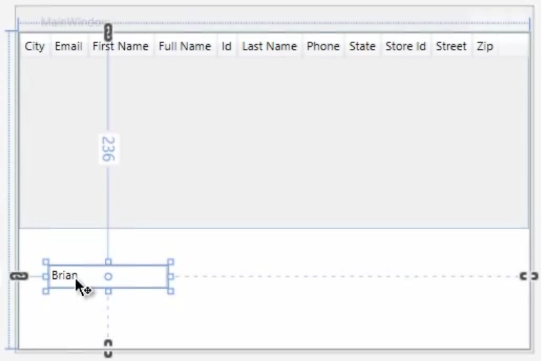 MainWindow
City Email First Name Full Name Id Last Name Phone State Store Id Street Zip
236
Brian